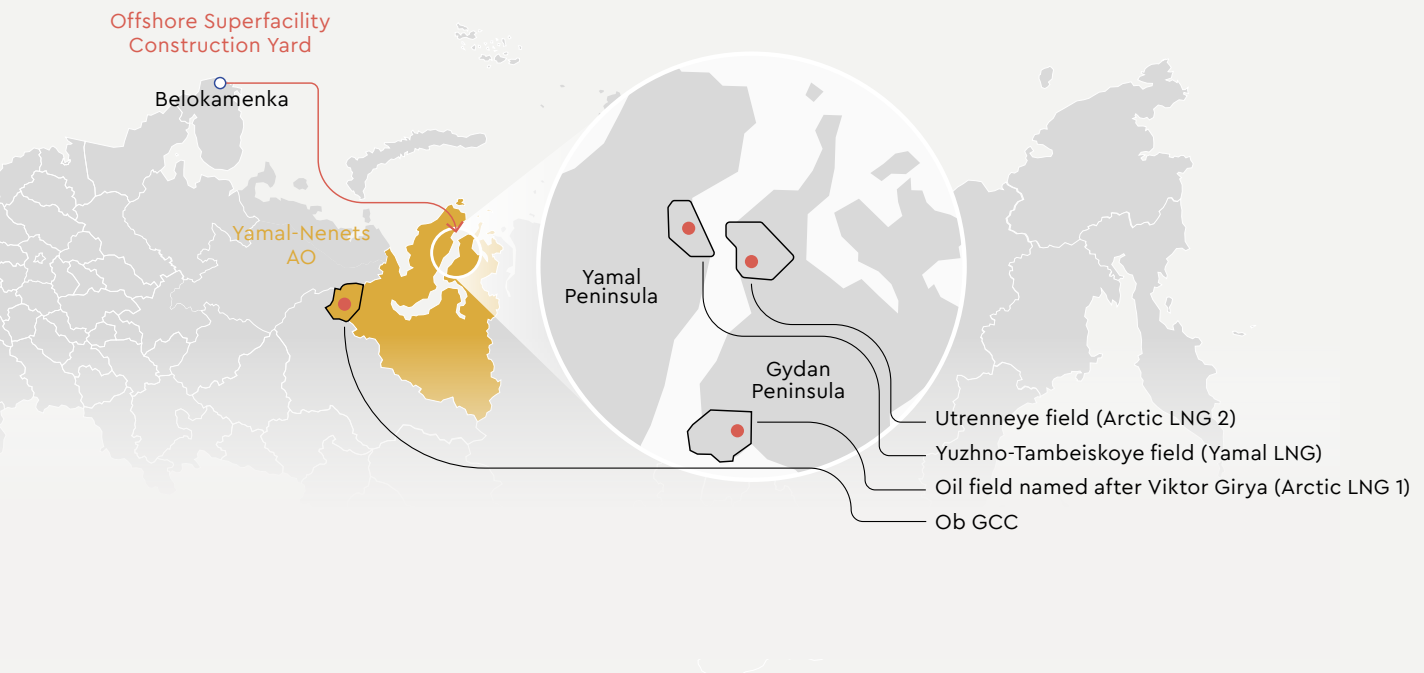 Offshore Superfacility
Construction Yard
Belokamenka
Yamal-Nenets
AO
Yamal
Peninsula
Gydan
Peninsula
Utrenneye field (Arctic LNG 2)
Yuzhno-Tambeiskoye field (Yamal LNG)
Oil field named after Viktor Girya (Arctic LNG 1)
Ob GCC